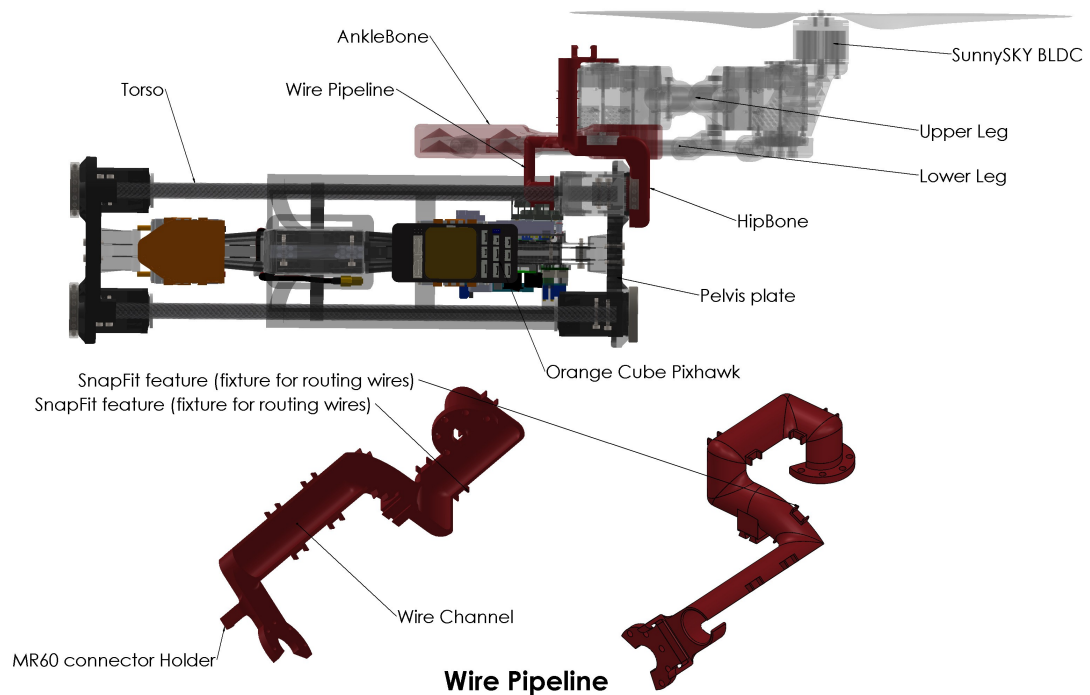 AnkleBone
SunnySKY BLDC
Torso
Wire Pipeline
Upper Leg
Lower Leg
HipBone
Pelvis plate
Orange Cube Pixhawk
SnapFit feature (fixture for routing wires)
SnapFit feature (fixture for routing wires)
Wire Channel
MR60 connector Holder
Wire Pipeline